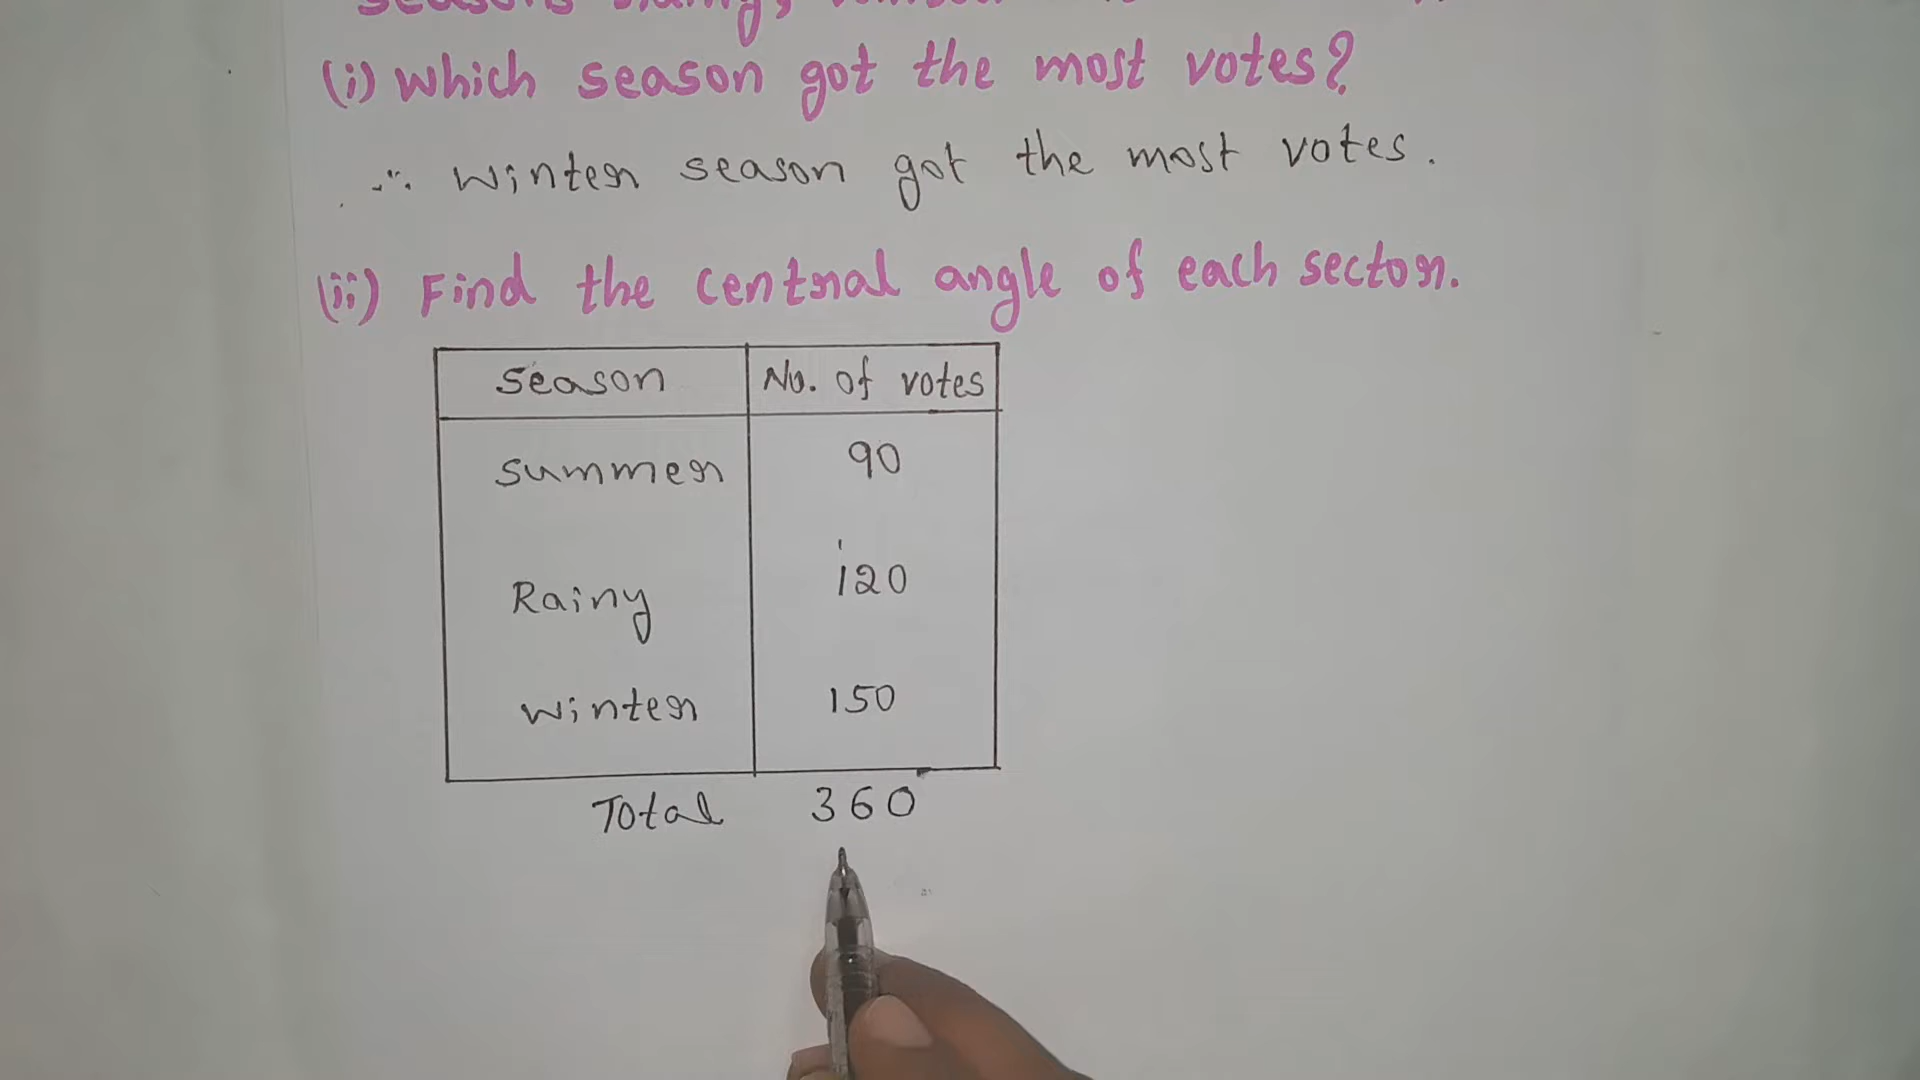 (i) Which season got the most votes?
∴ Winter season got the most votes.
(ii) Find the central angle of each sector.
Season No. of votes
Summer 90
Rainy 120
Winter 150
Total 360